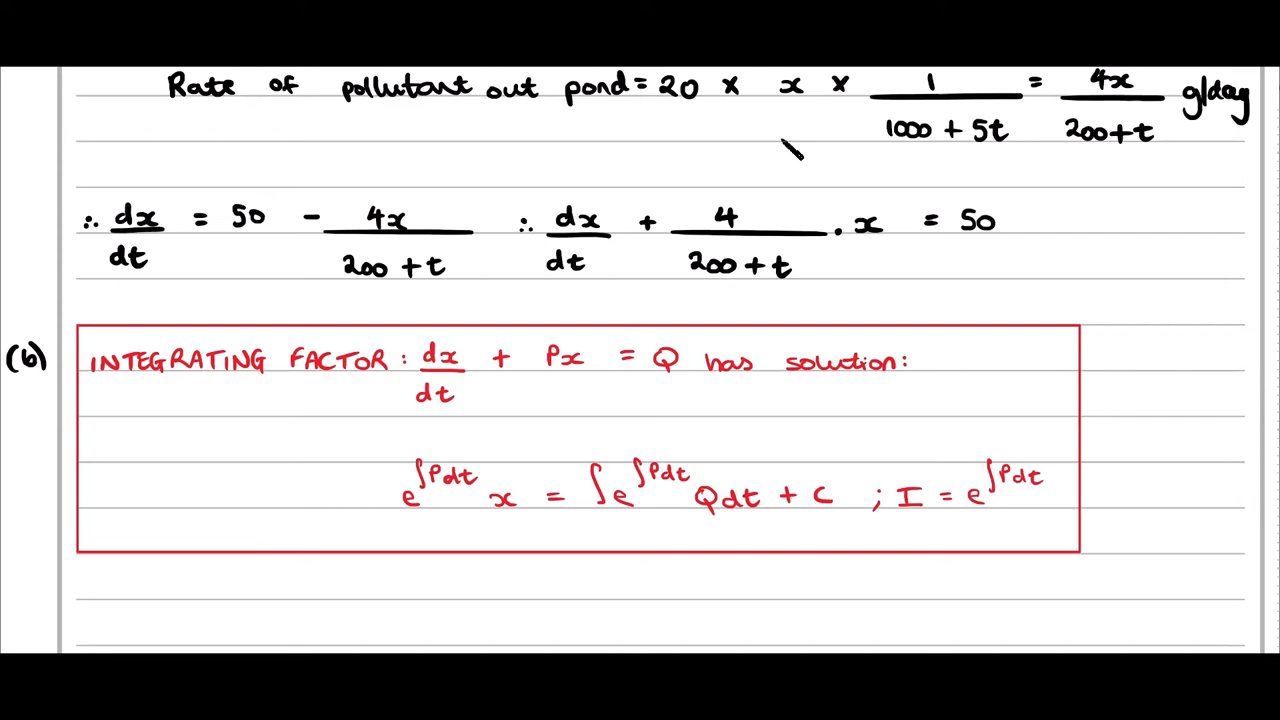 Rate of pollutant out pond = 20 × x × 1/(1000 + 5t) = 4x/(200+t) g/day
∴ dx/dt = 50 - 4x/(200+t) ∴ dx/dt + 4/(200+t) . x = 50
(b) INTEGRATING FACTOR: dx/dt + Px = Q has solution:
e^∫Pdt x = ∫e^∫Pdt Qdt + C ; I = e^∫Pdt